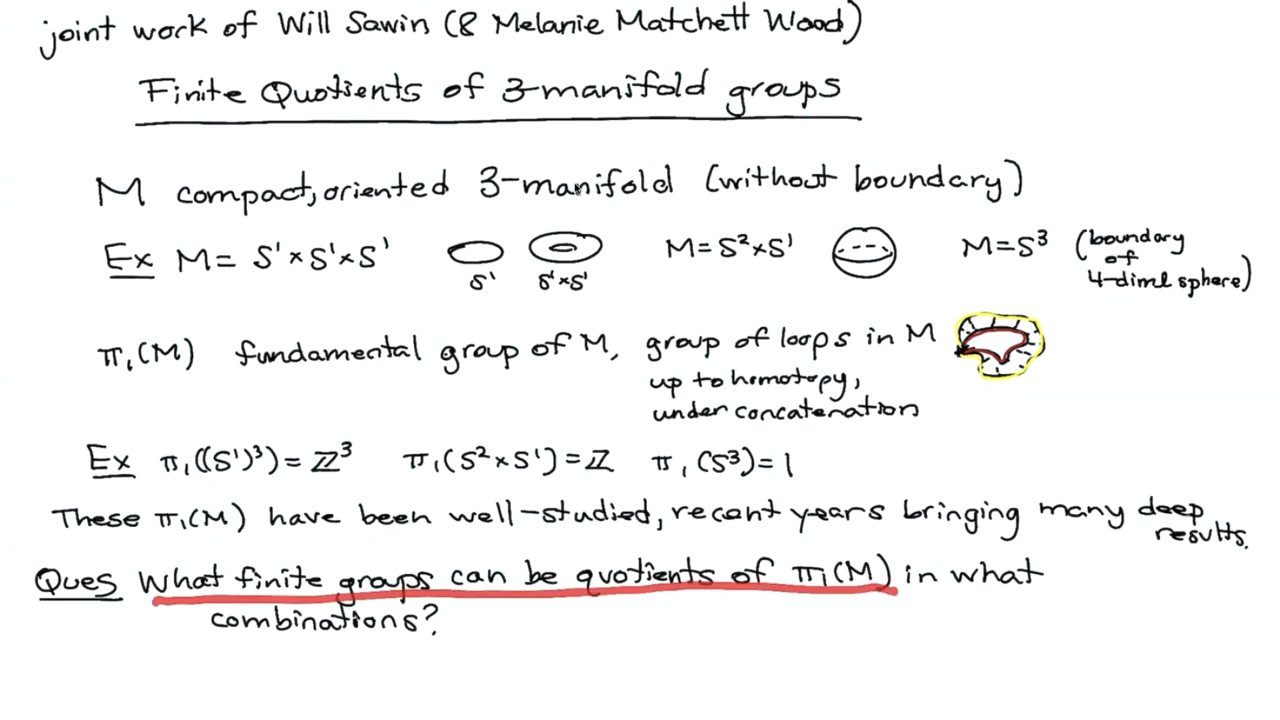 joint work of Will Sawin (& Melanie Matchett Wood)
Finite Quotients of 3-manifold groups
M compact, oriented 3-manifold (without boundary)
Ex M = S¹×S¹×S¹ S¹ S¹×S¹ M=S²×S¹ M=S³ (boundary of 4-diml sphere)
π₁(M) fundamental group of M, group of loops in M
up to homotopy,
under concatenation
Ex π₁((S¹)³) = ℤ³ π₁(S²×S¹) = ℤ π₁(S³) = 1
These π₁(M) have been well-studied, recent years bringing many deep
results.
Ques What finite groups can be quotients of π₁(M) in what
combinations?